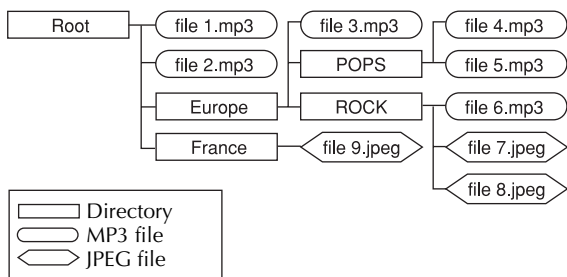 Root file 1.mp3 file 3.mp3 file 4.mp3
file 2.mp3 POPS file 5.mp3
Europe ROCK file 6.mp3
France file 9.jpeg file 7.jpeg
file 8.jpeg
Directory
MP3 file
JPEG file